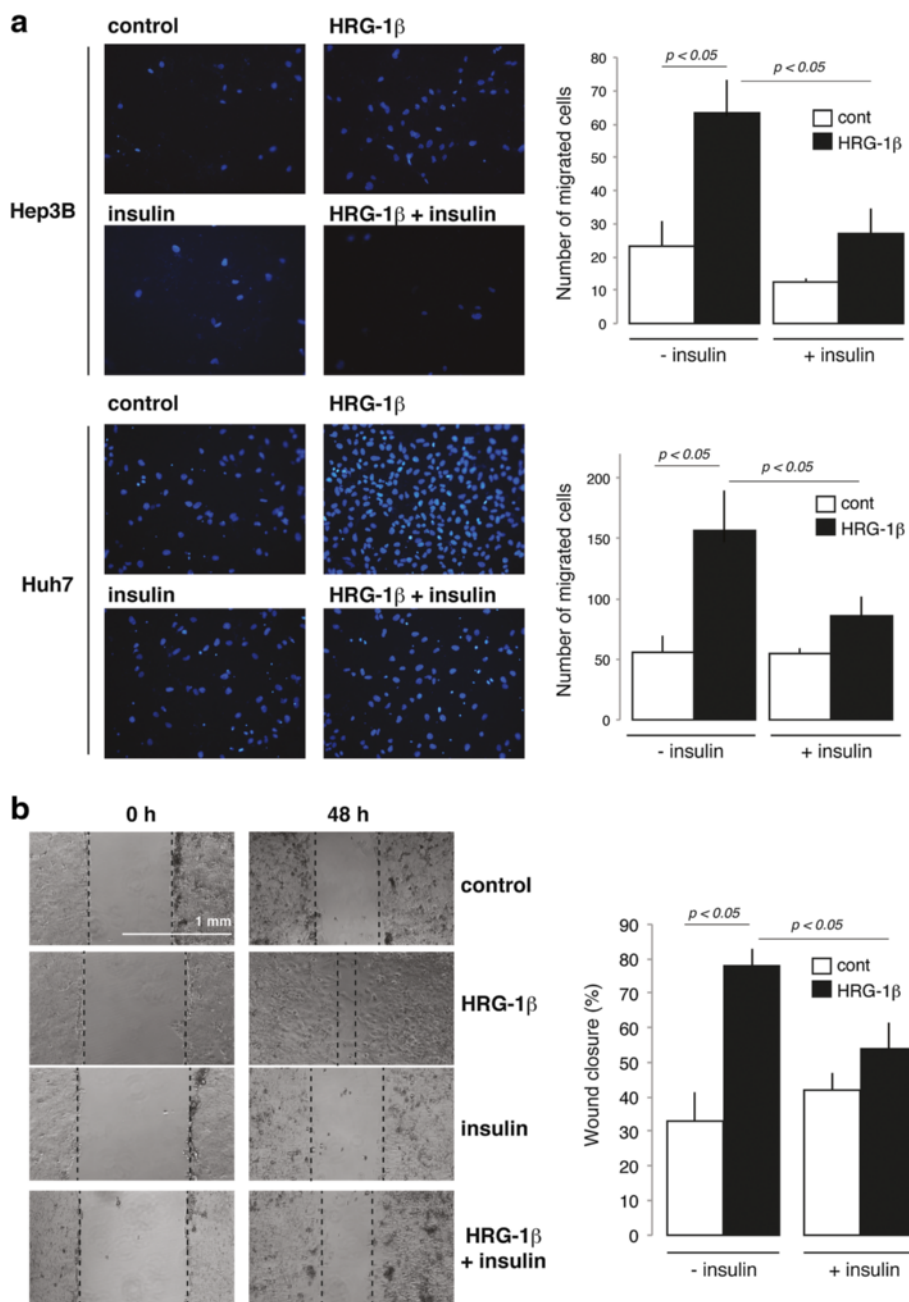 a
control
HRG-1β
Hep3B
insulin
HRG-1β + insulin
Number of migrated cells
80
70
60
50
40
30
20
10
0
p < 0.05
p < 0.05
cont
HRG-1β
- insulin
+ insulin
control
HRG-1β
Huh7
insulin
HRG-1β + insulin
Number of migrated cells
200
150
100
50
0
p < 0.05
p < 0.05
cont
HRG-1β
- insulin
+ insulin
b
0 h
48 h
1 mm
control
HRG-1β
insulin
HRG-1β
+ insulin
Wound closure (%)
90
80
70
60
50
40
30
20
10
0
p < 0.05
p < 0.05
cont
HRG-1β
- insulin
+ insulin